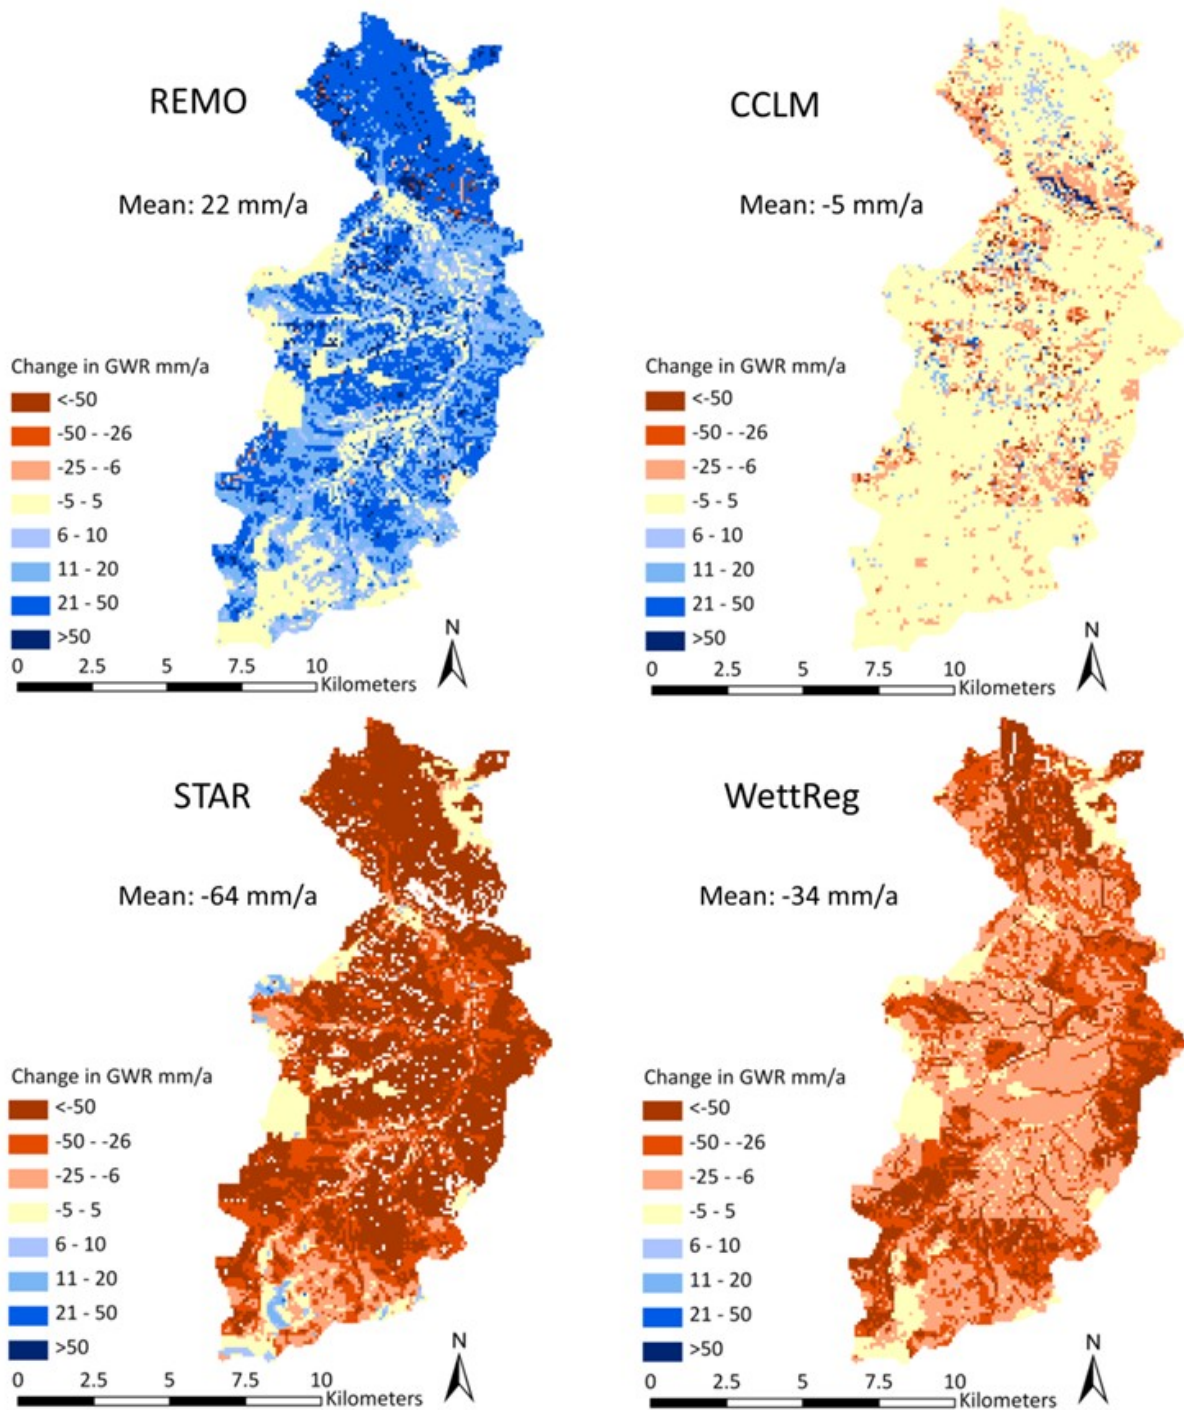 REMO
Mean: 22 mm/a
Change in GWR mm/a
<-50
-50 - -26
-25 - -6
-5 - 5
6 - 10
11 - 20
21 - 50
>50
N
0 2.5 5 7.5 10
Kilometers
CCLM
Mean: -5 mm/a
Change in GWR mm/a
<-50
-50 - -26
-25 - -6
-5 - 5
6 - 10
11 - 20
21 - 50
>50
N
0 2.5 5 7.5 10
Kilometers
STAR
Mean: -64 mm/a
Change in GWR mm/a
<-50
-50 - -26
-25 - -6
-5 - 5
6 - 10
11 - 20
21 - 50
>50
N
0 2.5 5 7.5 10
Kilometers
WettReg
Mean: -34 mm/a
Change in GWR mm/a
<-50
-50 - -26
-25 - -6
-5 - 5
6 - 10
11 - 20
21 - 50
>50
N
0 2.5 5 7.5 10
Kilometers